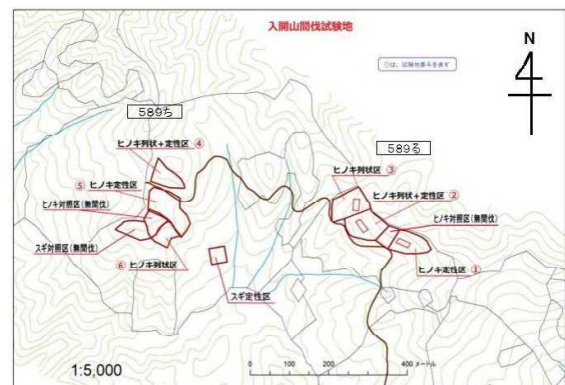 入開山間伐試験地
①は、試験地番号を表す
N
589ち
589る
ヒノキ列状+定性区 ④
⑤ ヒノキ定性区
ヒノキ対照区(無間伐)
スギ対照区(無間伐)
⑥ ヒノキ列状区
スギ定性区
ヒノキ列状区 ③
ヒノキ列状+定性区 ②
ヒノキ対照区(無間伐)
ヒノキ定性区 ①
1:5,000
0 100 200 400 メートル